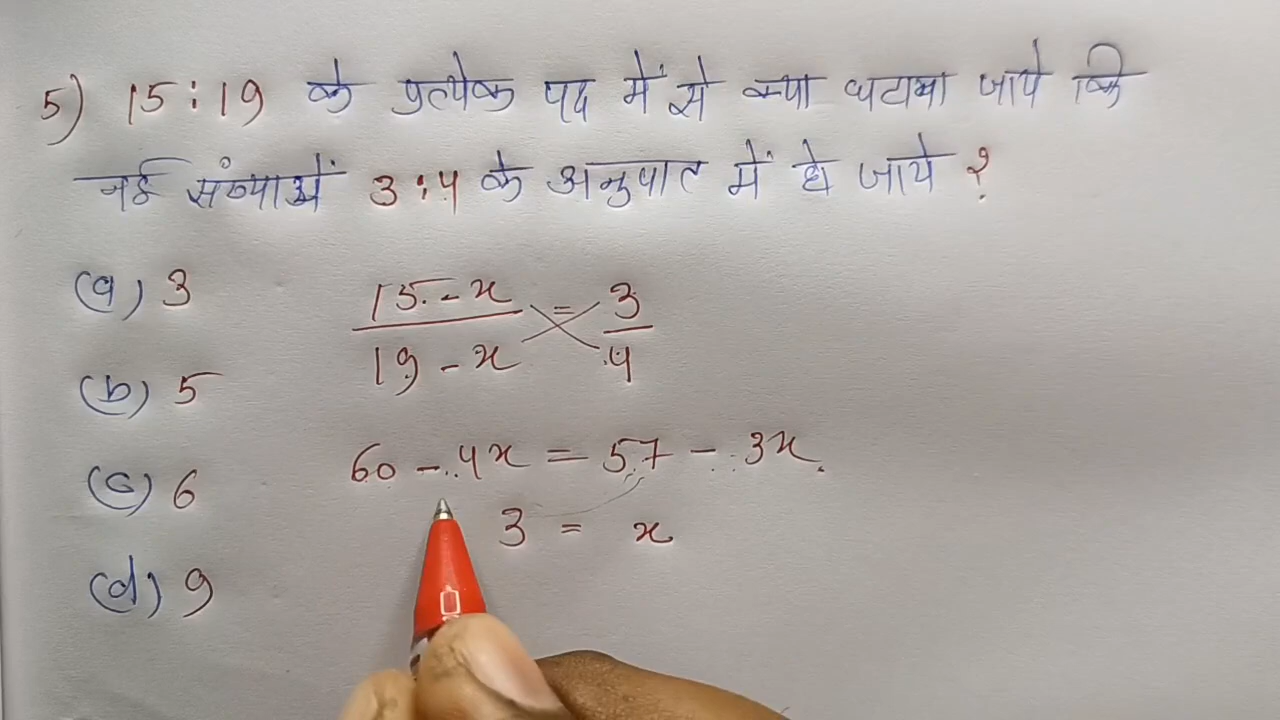 5) 15:19 के प्रत्येक पद में से क्या घटाया जाये कि
नई संख्याऐं 3:4 के अनुपात में हो जाये ?
(a) 3
(b) 5
(c) 6
(d) 9
15-x = 3
19-x 4
60 - 4x = 57 - 3x
3 = x